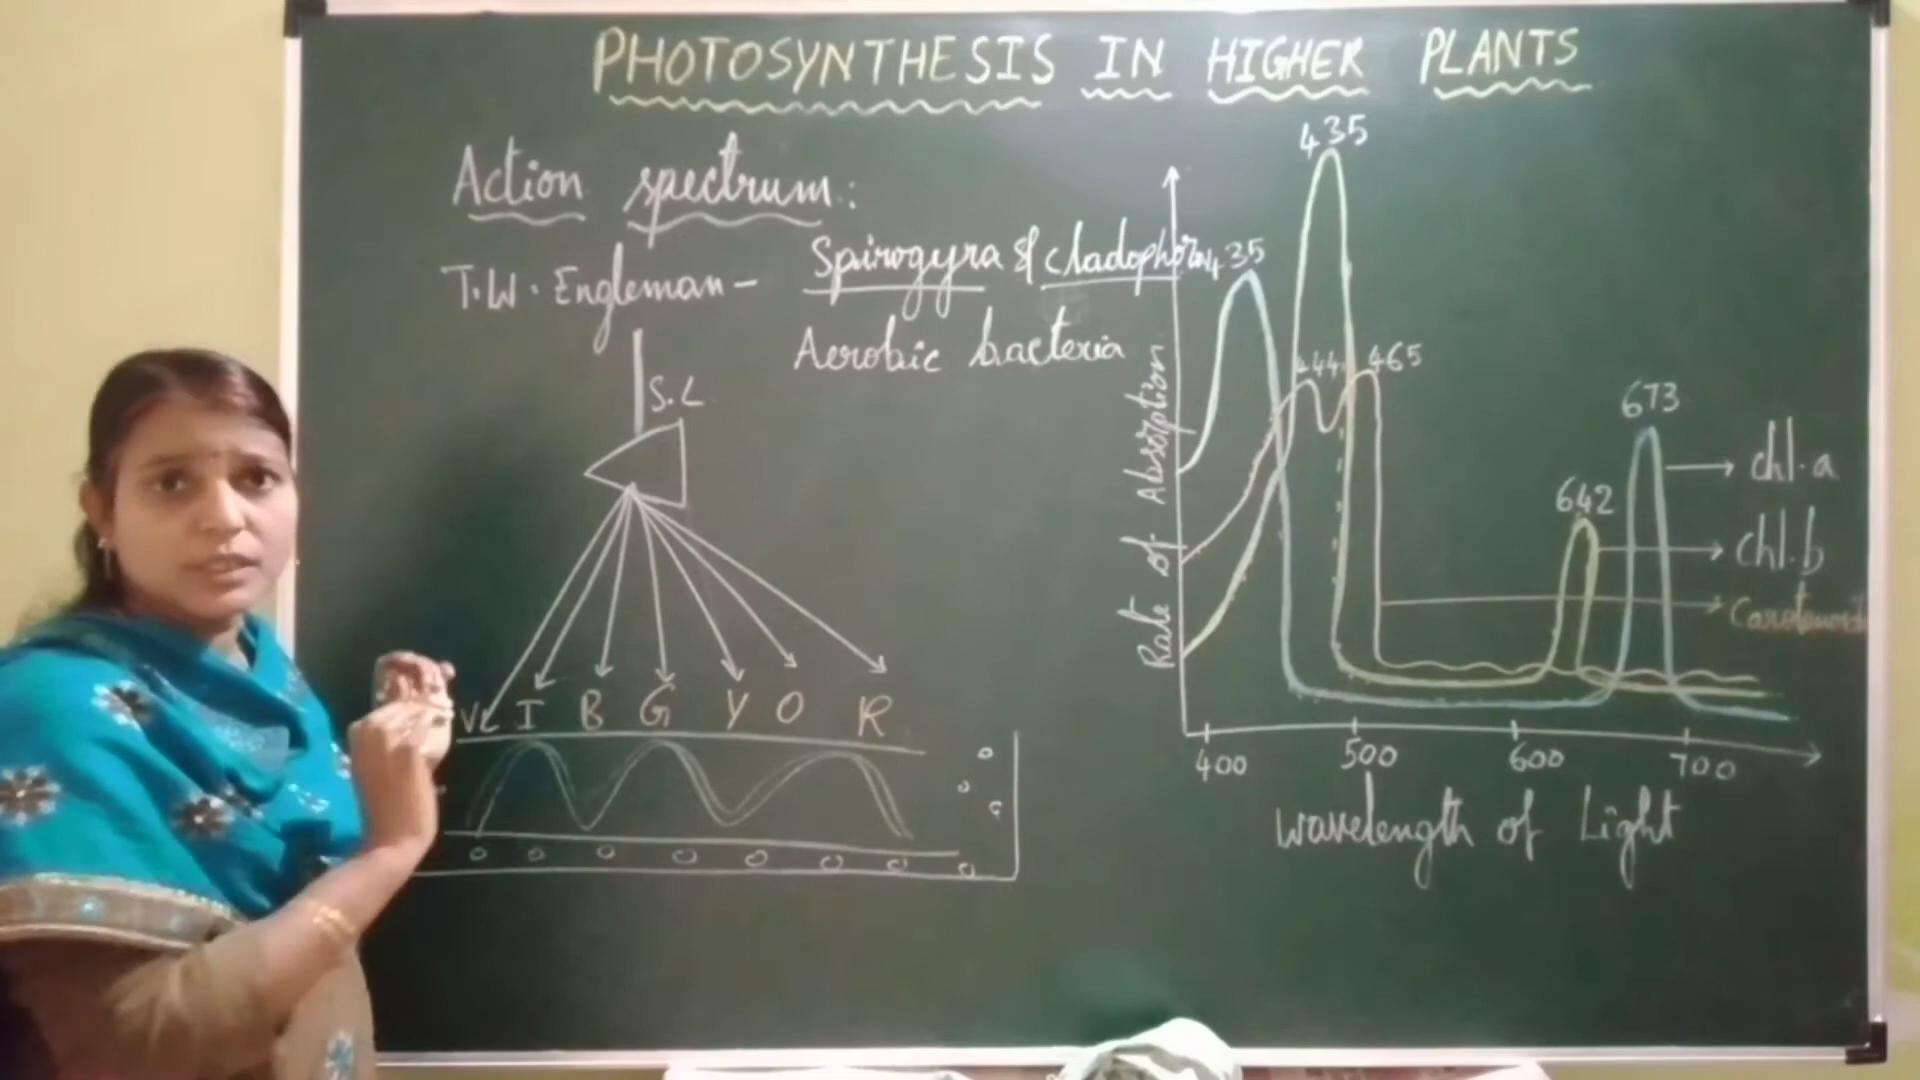 PHOTOSYNTHESIS IN HIGHER PLANTS
Action spectrum:
T.W. Engleman - Spirogyra & cladophora
Aerobic bacteria
S.L
I B G Y O R
Rate of Absorption
435
435
444
465
642
673
chl.a
chl.b
400 500 600 700
wavelength of Light